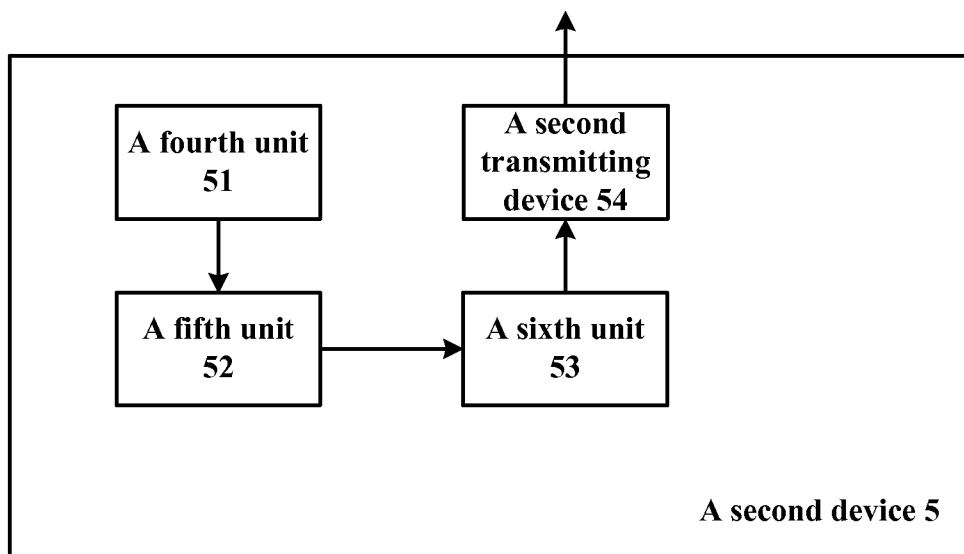 A fourth unit
51
A second
transmitting
device 54
A fifth unit
52
A sixth unit
53
A second device 5